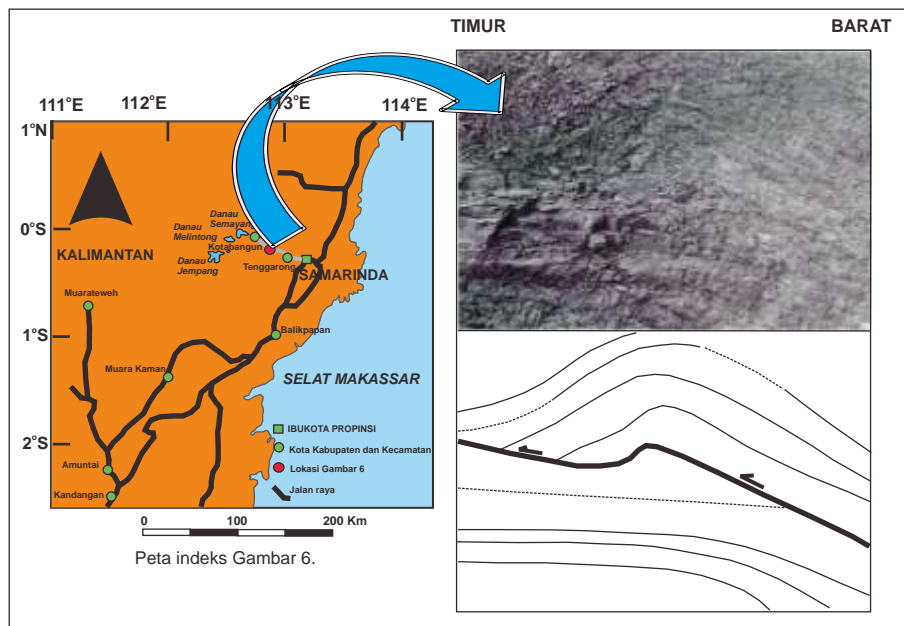 TIMUR
BARAT
111°E
112°E
113°E
114°E
1°N
0°S
1°S
2°S
Danau
Semayan
Danau
Melintong
Kotabangun
Danau
Jempang
KALIMANTAN
Tenggarong
SAMARINDA
Muarateweh
Balikpapan
Muara Kaman
SELAT MAKASSAR
IBUKOTA PROPINSI
Kota Kabupaten dan Kecamatan
Lokasi Gambar 6
Jalan raya
Amuntai
Kandangan
0 100 200 Km
Peta indeks Gambar 6.